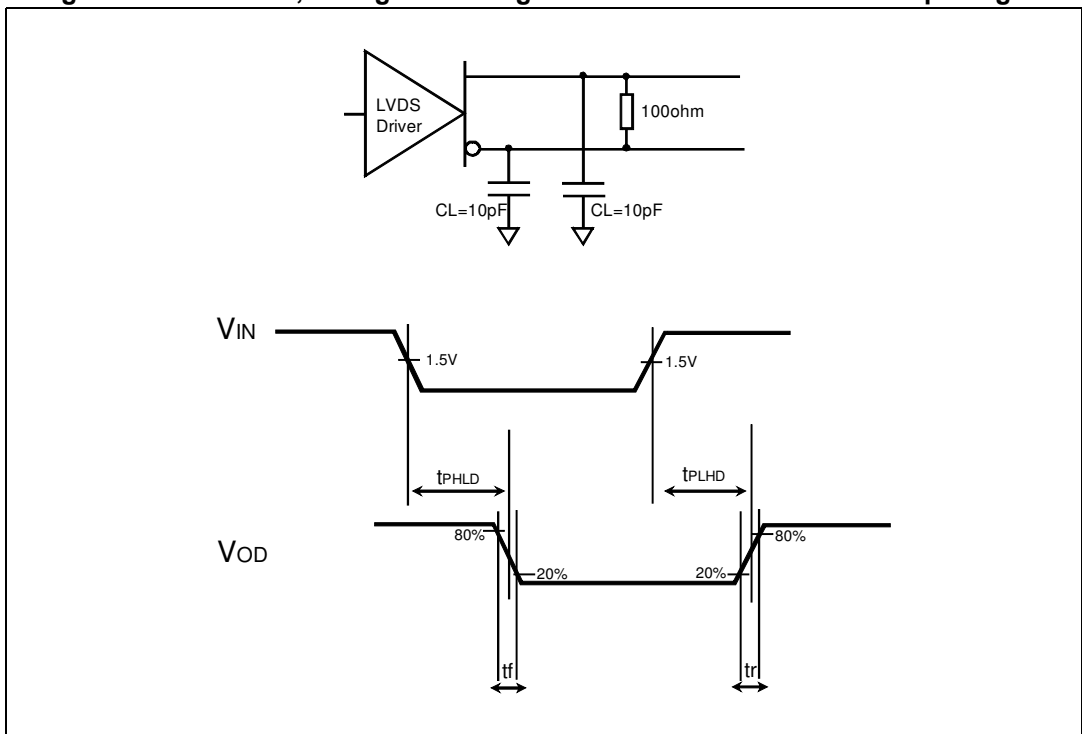 LVDS
Driver
100ohm
CL=10pF
CL=10pF
VIN
1.5V
1.5V
tPHLD
tPLHD
VOD
80%
20%
20%
80%
tf
tr